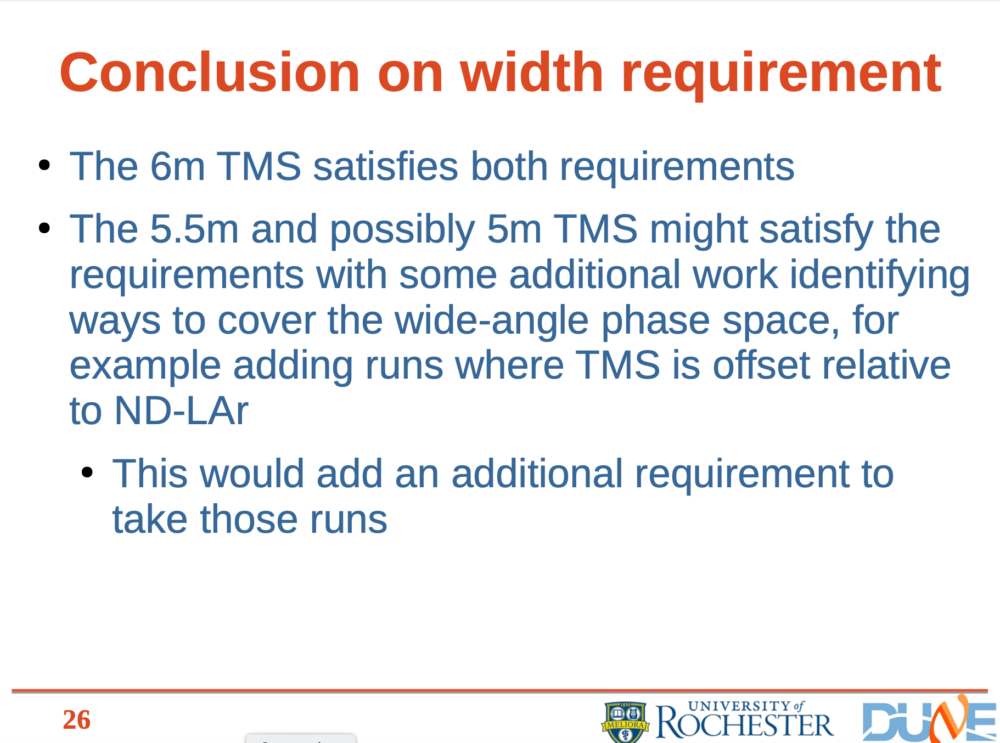 Conclusion on width requirement
• The 6m TMS satisfies both requirements
• The 5.5m and possibly 5m TMS might satisfy the
requirements with some additional work identifying
ways to cover the wide-angle phase space, for
example adding runs where TMS is offset relative
to ND-LAr
• This would add an additional requirement to
take those runs
26
1850
MELIORA
UNIVERSITY of
ROCHESTER
DUNE